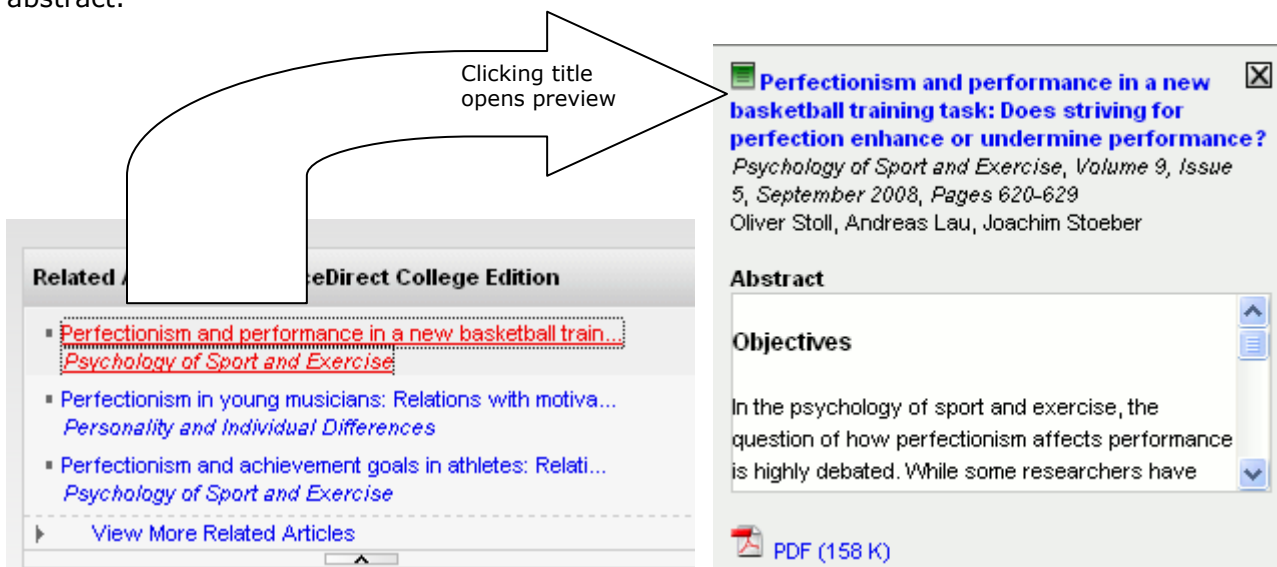 abstract.
Clicking title
opens preview
Related A
ceDirect College Edition
Perfectionism and performance in a new basketball train...
Psychology of Sport and Exercise
Perfectionism in young musicians: Relations with motiva...
Personality and Individual Differences
Perfectionism and achievement goals in athletes: Relati...
Psychology of Sport and Exercise
View More Related Articles
Perfectionism and performance in a new
basketball training task: Does striving for
perfection enhance or undermine performance?
Psychology of Sport and Exercise, Volume 9, Issue
5, September 2008, Pages 620-629
Oliver Stoll, Andreas Lau, Joachim Stoeber
Abstract
Objectives
In the psychology of sport and exercise, the
question of how perfectionism affects performance
is highly debated. While some researchers have
PDF (158 K)